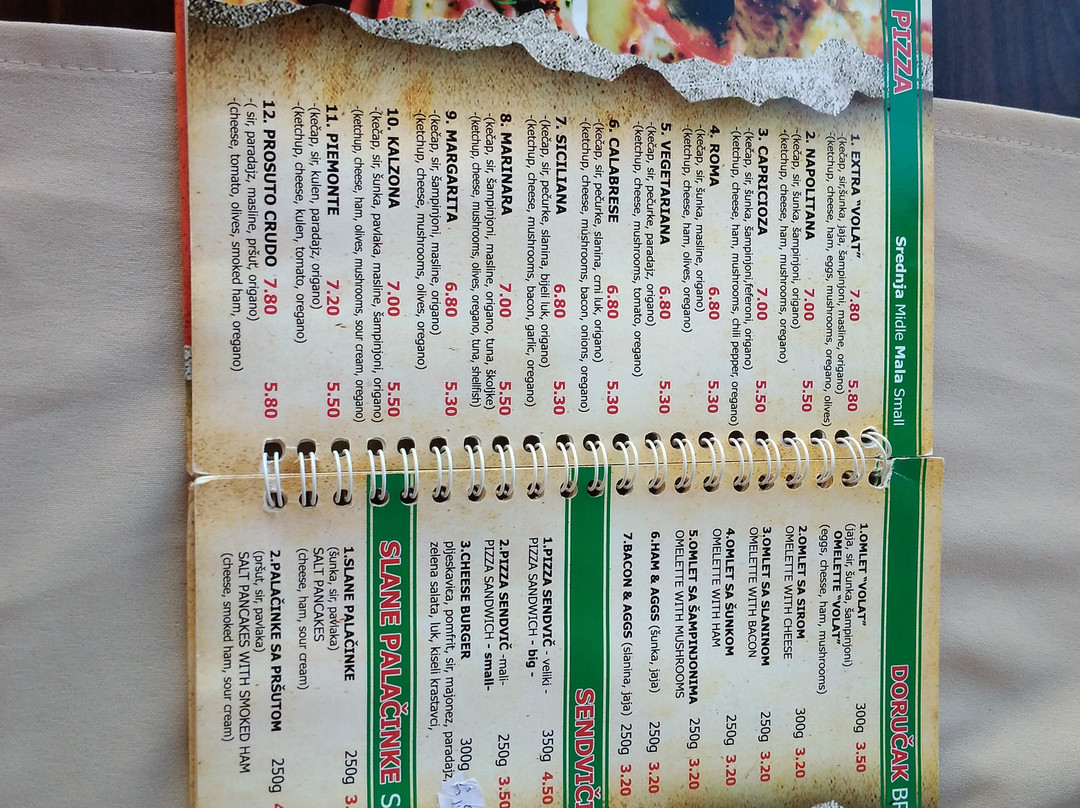 PIZZA
Srednja Midle Mala Small
1. EXTRA "VOLAT" 7.80 5.80
-(kečap, sir,šunka, jaja, šampinjoni, masline, origano)
-(ketchup, cheese, ham, eggs, mushrooms, oregano, olives)
2. NAPOLITANA 7.00 5.50
-(kečap, sir, šunka, šampinjoni, origano)
-(ketchup, cheese, ham, mushrooms, oregano)
3. CAPRICIOZA 7.00 5.50
-(kečap, sir, šunka, šampinjoni,feferoni, origano)
-(ketchup, cheese, ham, mushrooms, chili pepper, oregano)
4. ROMA 6.80 5.30
-(kečap, sir, šunka, masline, origano)
-(ketchup, cheese, ham, olives, oregano)
5. VEGETARIANA 6.80 5.30
-(kečap, sir, pečurke, paradajz, origano)
-(ketchup, cheese, mushrooms, tomato, oregano)
6. CALABRESE 6.80 5.30
-(kečap, sir, pečurke, slanina, crni luk, origano)
-(ketchup, cheese, mushrooms, bacon, onions, oregano)
7. SICILIANA 6.80 5.30
-(kečap, sir, pečurke, slanina, bijeli luk, origano)
-(ketchup, cheese, mushrooms, bacon, garlic, oregano)
8. MARINARA 7.00 5.50
-(kečap, sir, šampinjoni, masline, origano, tuna, školjke)
-(ketchup, cheese, mushrooms, olives, oregano, tuna, shellfish)
9. MARGARITA 6.80 5.30
-(kečap, sir, šampinjoni, masline, origano)
-(ketchup, cheese, mushrooms, olives, oregano)
10. KALZONA 7.00 5.50
-(kečap, sir, šunka, pavlaka, masline, šampinjoni, origano)
-(ketchup, cheese, ham, olives, mushrooms, sour cream, oregano)
11. PIEMONTE 7.20 5.50
-(kečap, sir, kulen, paradajz, origano)
(ketchup, cheese, kulen, tomato, oregano)
12. PROSUTO CRUDO 7.80 5.80
-( sir, paradajz, masline, pršut, origano)
-(cheese, tomato, olives, smoked ham, oregano)
DORUČAK
1.OMLET "VOLAT" 300g 3.50
(jaja, sir, šunka, šampinjoni)
OMELETTE "VOLAT"
(eggs, chesse, ham, mushrooms)
2.OMLET SA SIROM 300g 3.20
OMELETTE WITH CHEESE
3.OMLET SA SLANINOM 250g 3.20
OMELETTE WITH BACON
4.OMLET SA ŠUNKOM 250g 3.20
OMLETTE WITH HAM
5.OMLET SA ŠAMPINJONIMA 250g 3.20
OMELETTE WITH MUSHROOMS
6.HAM & AGGS (šunka, jaja) 250g 3.20
7.BACON & AGGS (slanina, jaja) 250g 3.20
SENDVIČ
1.PIZZA SENDVIČ - veliki - 350g 4.50
PIZZA SANDWICH - big -
2.PIZZA SENDVIČ -mali- 250g 3.50
PIZZA SANDWICH - small-
3.CHEESE BURGER 300g
pljeskavica, pomfrit, sir, majonez, paradajz,
zelena salata, luk, kiseli krastavci,
SLANE PALAČINKE S
1.SLANE PALAČINKE 250g 3.
(šunka, sir, pavlaka)
SALT PANCAKES
(cheese, ham, sour cream)
2.PALAČINKE SA PRŠUTOM 250g
(pršut, sir, pavlaka)
SALT PANCAKES WITH SMOKED HAM
(cheese, smoked ham, sour cream)